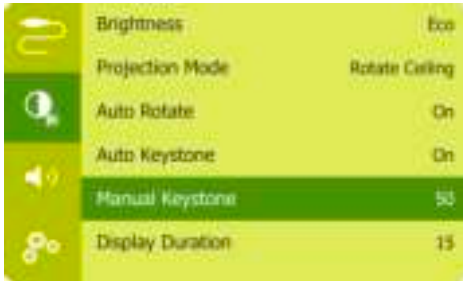 Brightness Eco
Projection Mode Rotate Ceiling
Auto Rotate On
Auto Keystone On
Manual Keystone 50
Display Duration 15